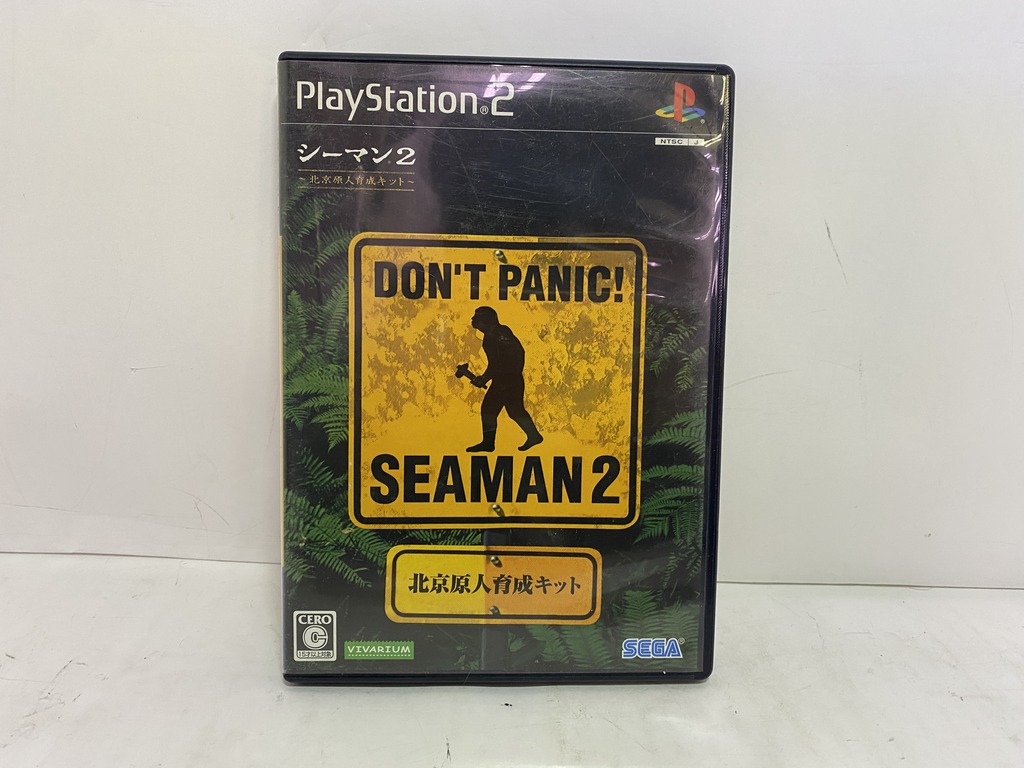 PlayStation®2
NTSC J
シーマン2
～北京原人育成キット～
DON'T PANIC!
SEAMAN 2
北京原人育成キット
CERO
C
15才以上対象
VIVARIUM
SEGA®